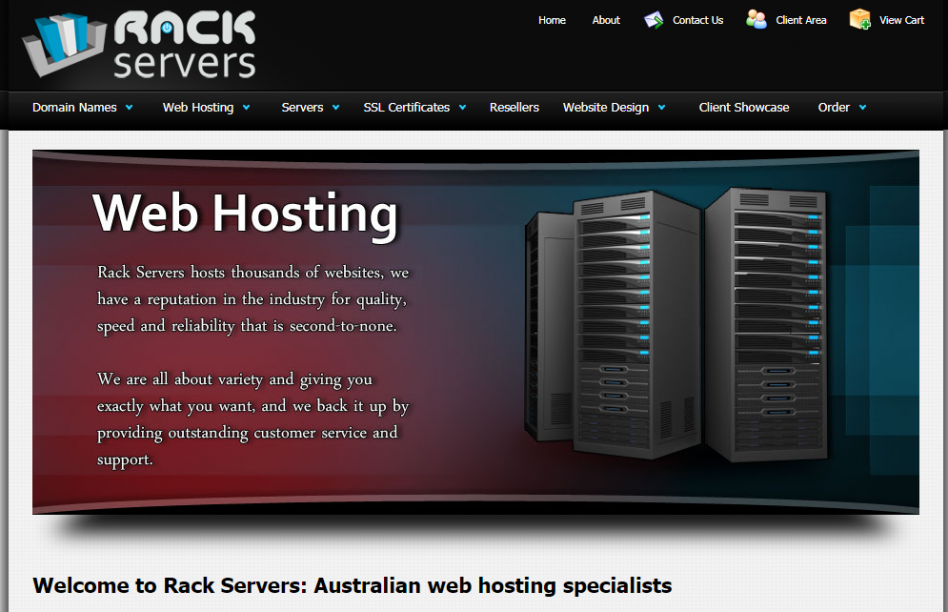 RACK
servers
Home About Contact Us Client Area View Cart
Domain Names Web Hosting Servers SSL Certificates Resellers Website Design Client Showcase Order
Web Hosting
Rack Servers hosts thousands of websites, we
have a reputation in the industry for quality,
speed and reliability that is second-to-none.
We are all about variety and giving you
exactly what you want, and we back it up by
providing outstanding customer service and
support.
Welcome to Rack Servers: Australian web hosting specialists